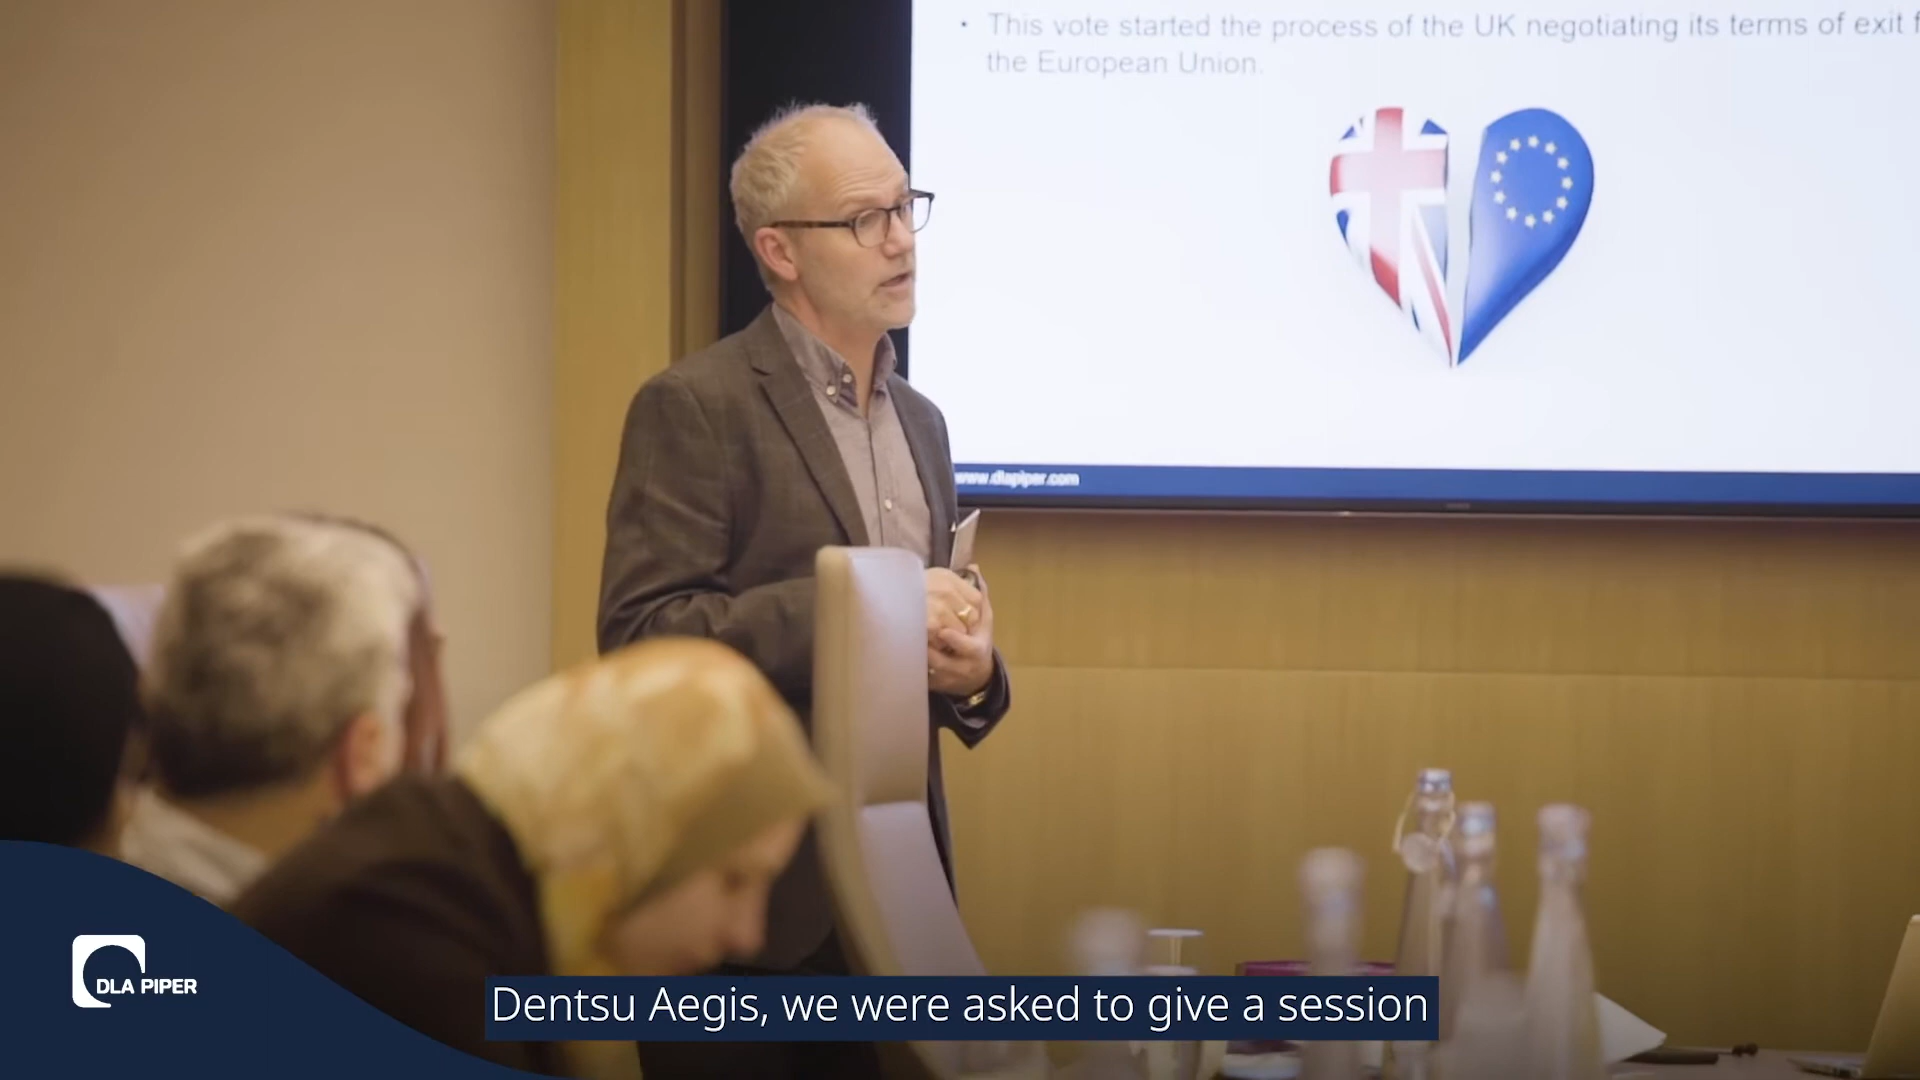 • This vote started the process of the UK negotiating its terms of exit
the European Union.
www.dlapiper.com
DLA PIPER
Dentsu Aegis, we were asked to give a session